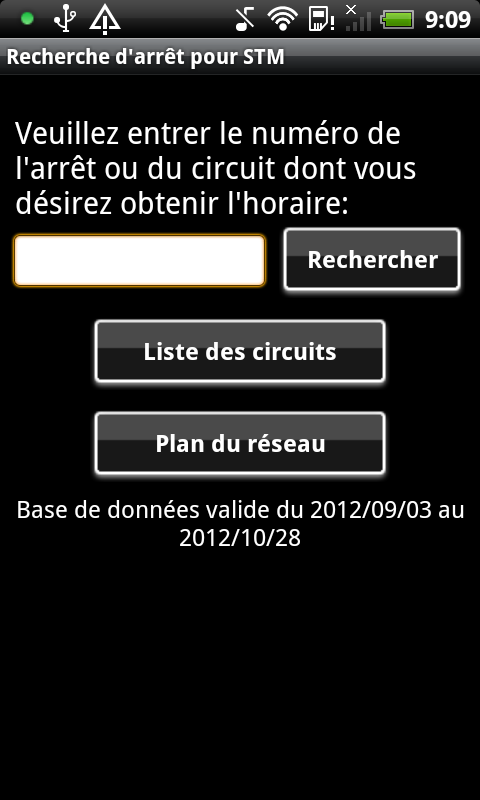 9:09
Recherche d'arrêt pour STM
Veuillez entrer le numéro de
l'arrêt ou du circuit dont vous
désirez obtenir l'horaire:
Rechercher
Liste des circuits
Plan du réseau
Base de données valide du 2012/09/03 au
2012/10/28